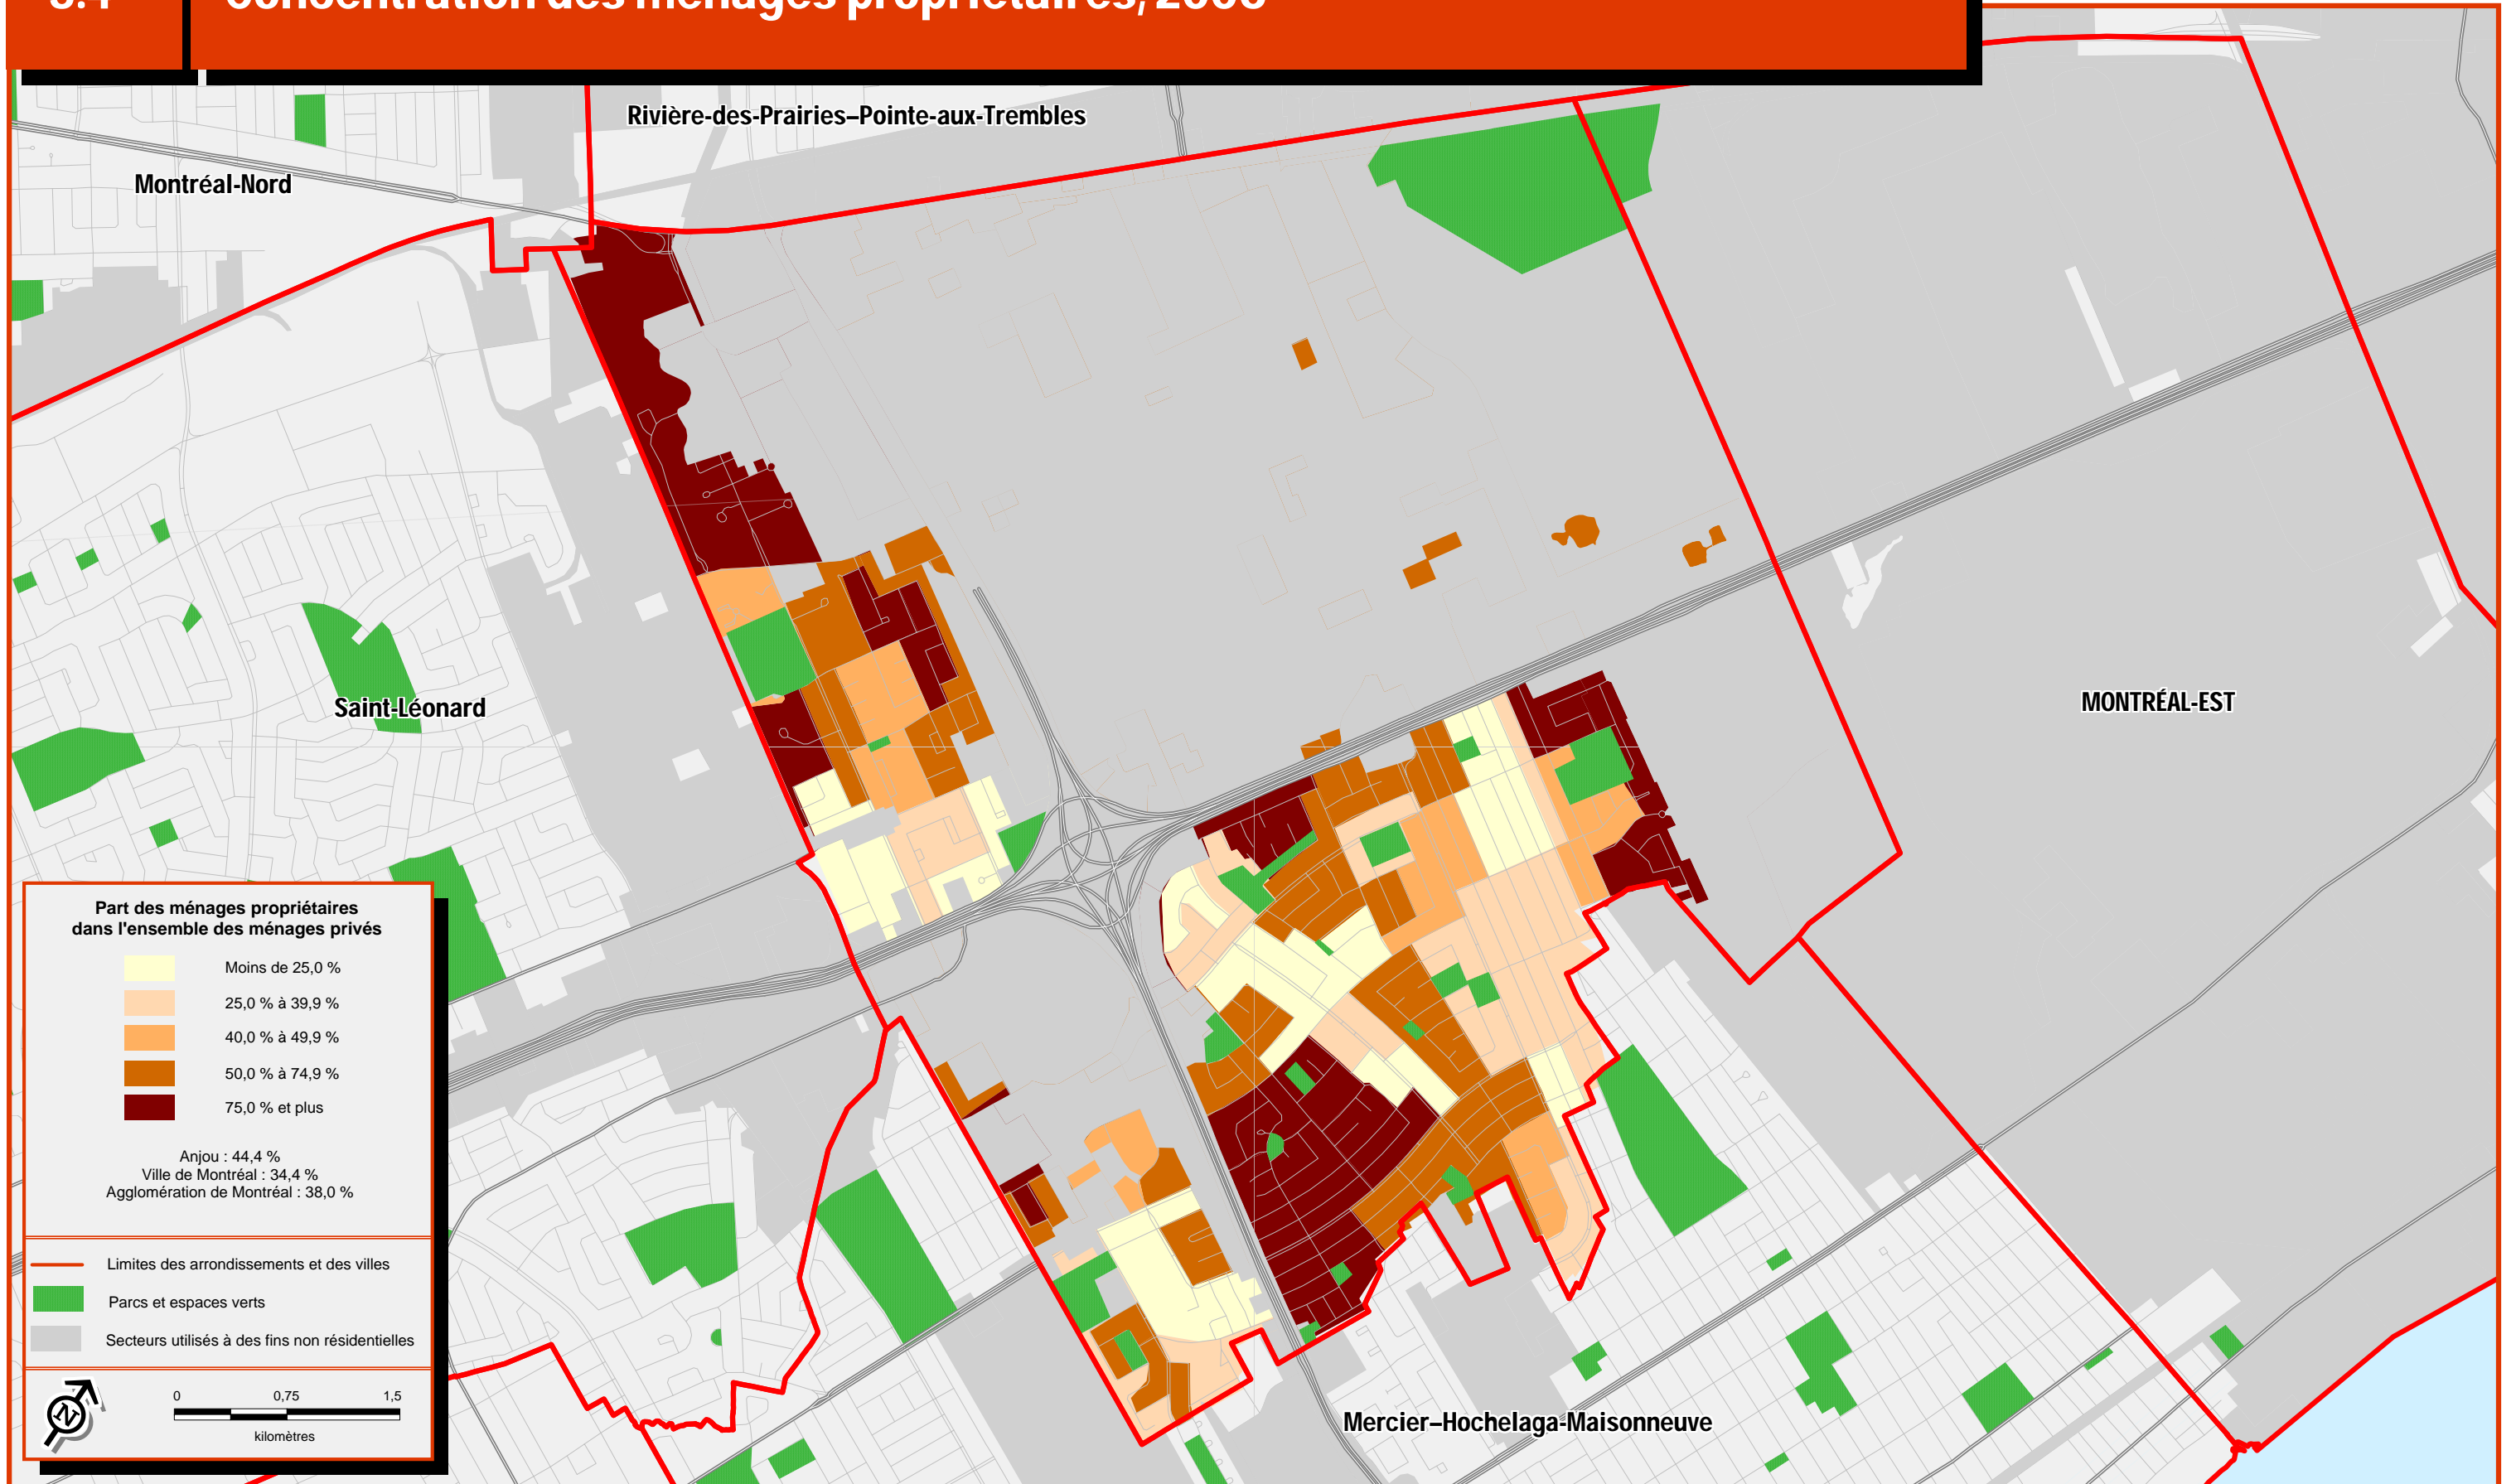 Concentration des ménages propriétaires,
Rivière-des-Prairies–Pointe-aux-Trembles
Montréal-Nord
Saint-Léonard
MONTRÉAL-EST
Mercier–Hochelaga-Maisonneuve
Part des ménages propriétaires
dans l'ensemble des ménages privés
Moins de 25,0 %
25,0 % à 39,9 %
40,0 % à 49,9 %
50,0 % à 74,9 %
75,0 % et plus
Anjou : 44,4 %
Ville de Montréal : 34,4 %
Agglomération de Montréal : 38,0 %
Limites des arrondissements et des villes
Parcs et espaces verts
Secteurs utilisés à des fins non résidentielles
N
0 0,75 1,5
kilomètres